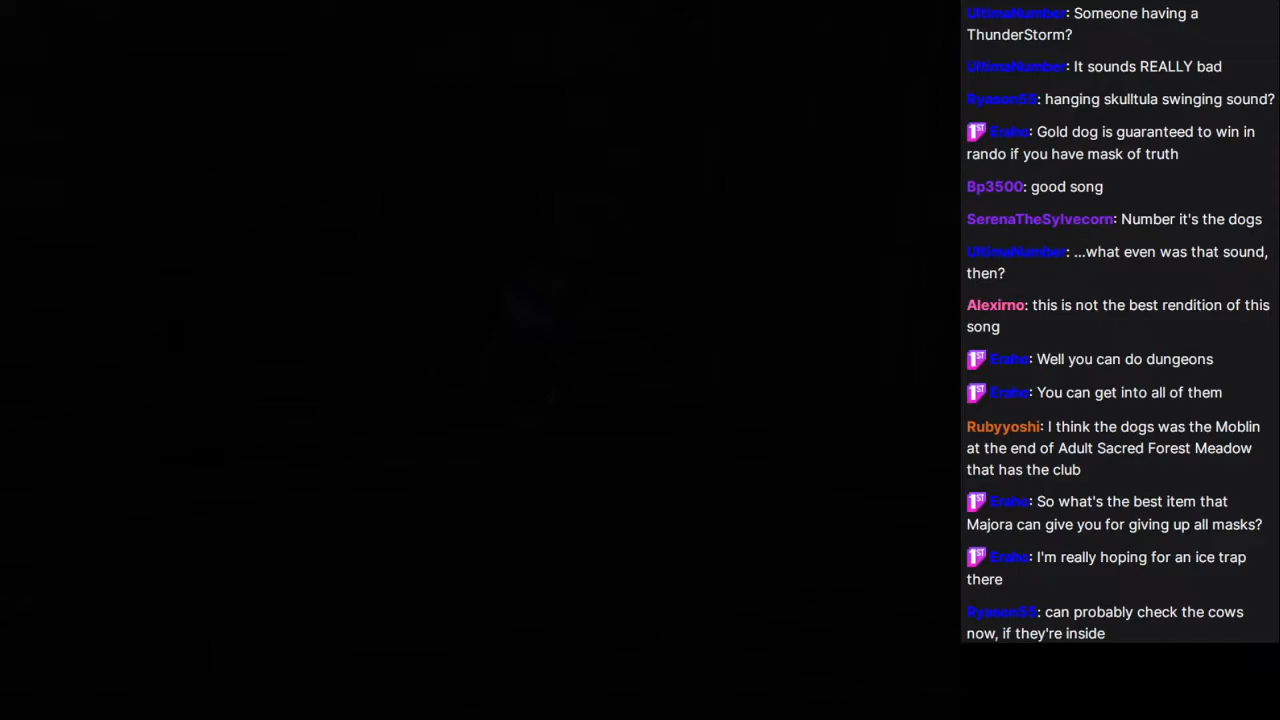 UltimaNumber: Someone having a
ThunderStorm?
UltimaNumber: It sounds REALLY bad
Ryason55: hanging skulltula swinging sound?
1ST Eraho: Gold dog is guaranteed to win in
rando if you have mask of truth
Bp3500: good song
SerenaTheSylvecorn: Number it's the dogs
UltimaNumber: ...what even was that sound,
then?
Alexirno: this is not the best rendition of this
song
1ST Eraho: Well you can do dungeons
1ST Eraho: You can get into all of them
Rubyyoshi: I think the dogs was the Moblin
at the end of Adult Sacred Forest Meadow
that has the club
1ST Eraho: So what's the best item that
Majora can give you for giving up all masks?
1ST Eraho: I'm really hoping for an ice trap
there
Ryason55: can probably check the cows
now, if they're inside